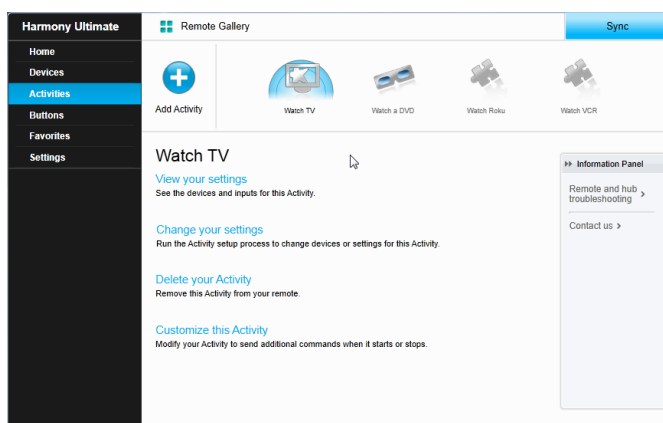 Harmony Ultimate
Remote Gallery
Sync
Home
Devices
Activities
Buttons
Favorites
Settings
Add Activity
Watch TV
Watch a DVD
Watch Roku
Watch VCR
Watch TV
View your settings
See the devices and inputs for this Activity.
Change your settings
Run the Activity setup process to change devices or settings for this Activity.
Delete your Activity
Remove this Activity from your remote.
Customize this Activity
Modify your Activity to send additional commands when it starts or stops.
Information Panel
Remote and hub
troubleshooting
Contact us